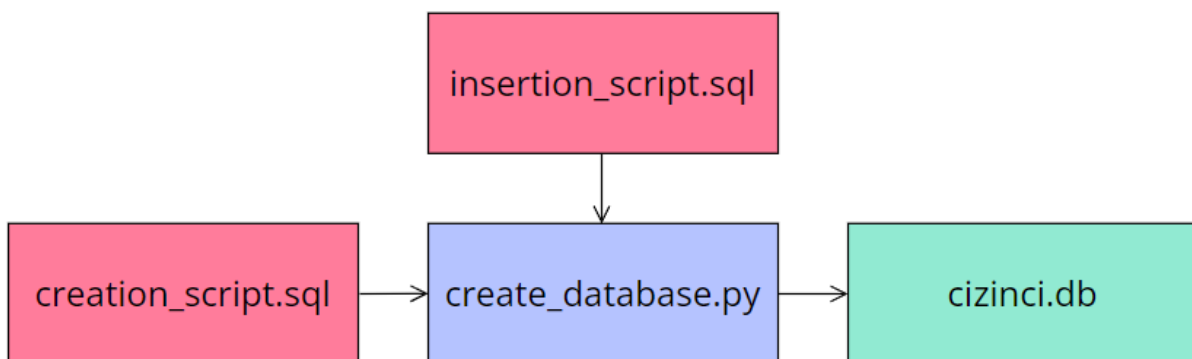 insertion_script.sql
creation_script.sql
create_database.py
cizinci.db